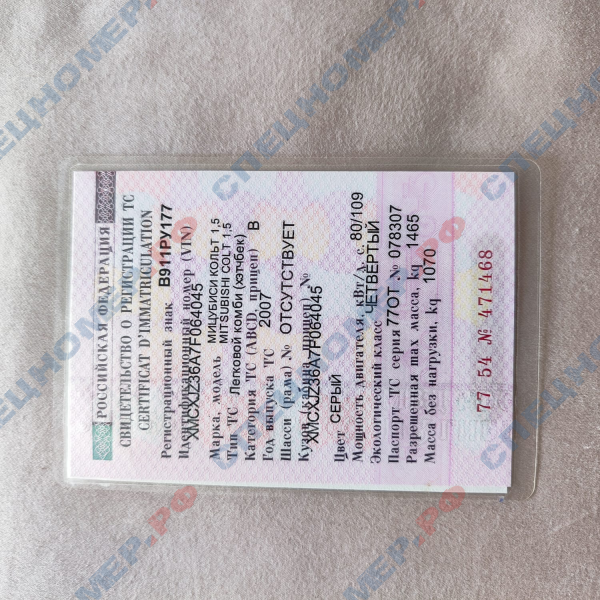 РОССИЙСКАЯ ФЕДЕРАЦИЯ
СВИДЕТЕЛЬСТВО О РЕГИСТРАЦИИ ТС
CERTIFICAT D'IMMATRICULATION
Регистрационный знак В911РУ177
Идентификационный номер (VIN)
XMCXJZ36A7F064045
Марка, модель МИЦУБИСИ КОЛЬТ 1,5
MITSUBISHI COLT 1,5
Тип ТС Легковой комби (хэтчбек)
Категория ТС (ABCD, прицеп) B
Год выпуска ТС 2007
Шасси (рама) № ОТСУТСТВУЕТ
Кузов (кабина, прицеп) №
XMCXJZ36A7F064045
Цвет СЕРЫЙ
Мощность двигателя, кВт/л. с. 80/109
Экологический класс ЧЕТВЕРТЫЙ
Паспорт ТС серия 77ОТ № 078307
Разрешенная max масса, kg 1465
Масса без нагрузки, kg 1070
77 54 № 471468
СПЕЦНОМЕР.РФ